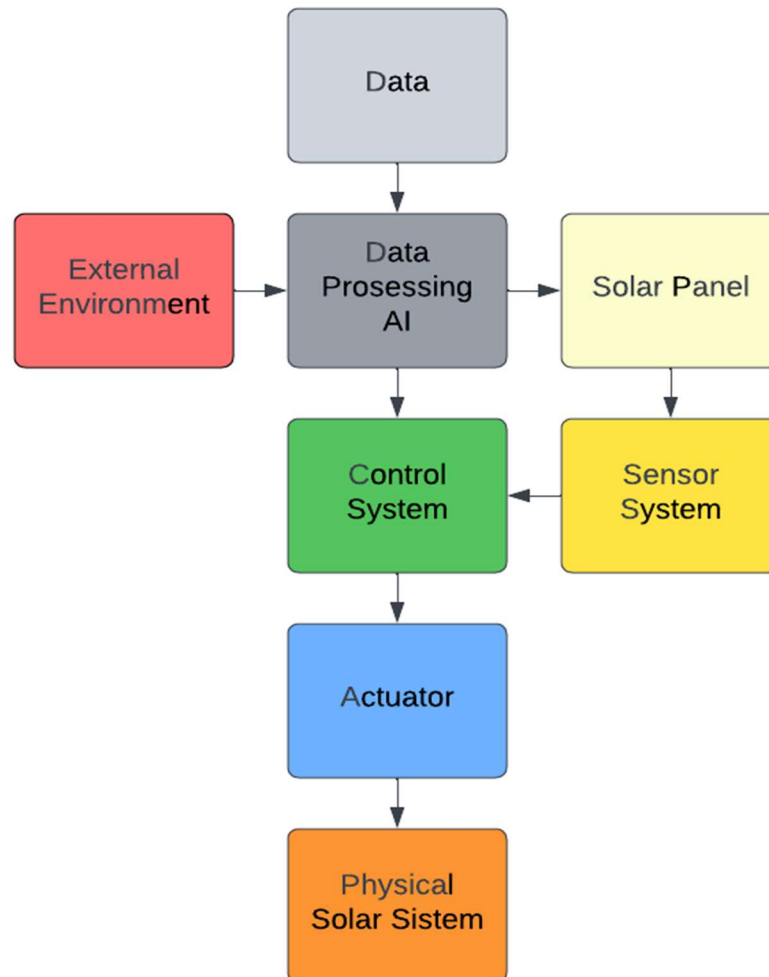 Data
External
Environment
Data
Prosessing
AI
Solar Panel
Control
System
Sensor
System
Actuator
Physical
Solar Sistem